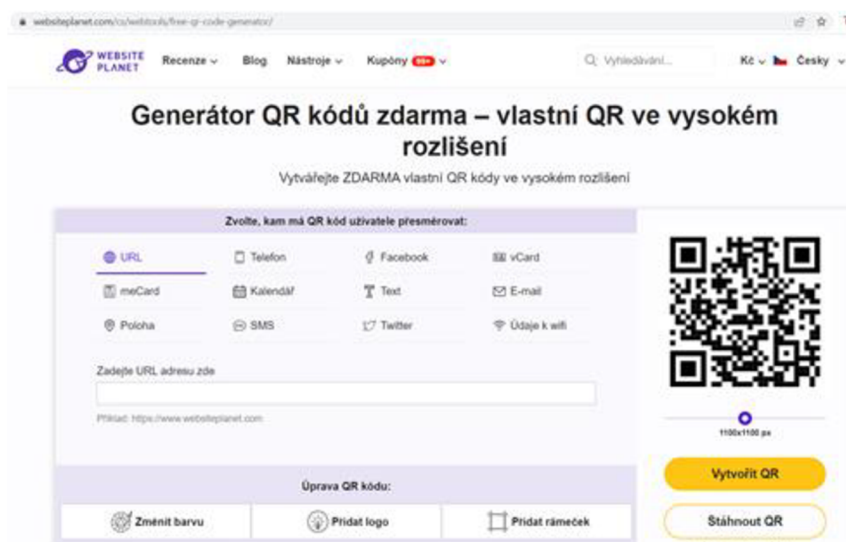 websiteplanet.com/cs/webtools/free-qr-code-generator/
WEBSITE PLANET
Recenze
Blog
Nástroje
Kupóny 99+
Vyhledávání...
Kč
Česky
Generátor QR kódů zdarma – vlastní QR ve vysokém
rozlišení
Vytvářejte ZDARMA vlastní QR kódy ve vysokém rozlišení
Zvolte, kam má QR kód uživatele přesměrovat:
URL
Telefon
Facebook
vCard
meCard
Kalendář
Text
E-mail
Poloha
SMS
Twitter
Údaje k wifi
Zadejte URL adresu zde
Příklad: https://www.websiteplanet.com
1100x1100 px
Úprava QR kódu:
Vytvořit QR
Změnit barvu
Přidat logo
Přidat rámeček
Stáhnout QR